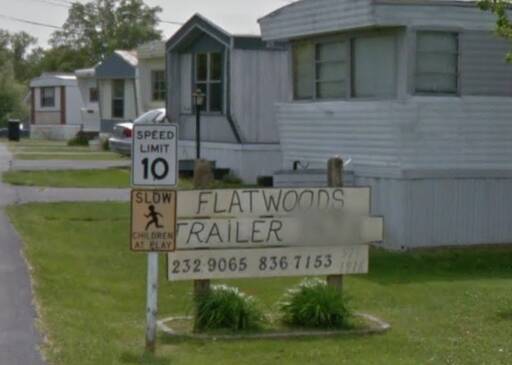 SPEED
LIMIT
10
SLOW
CHILDREN
AT PLAY
FLATWOODS
TRAILER
232 9065 836 7153